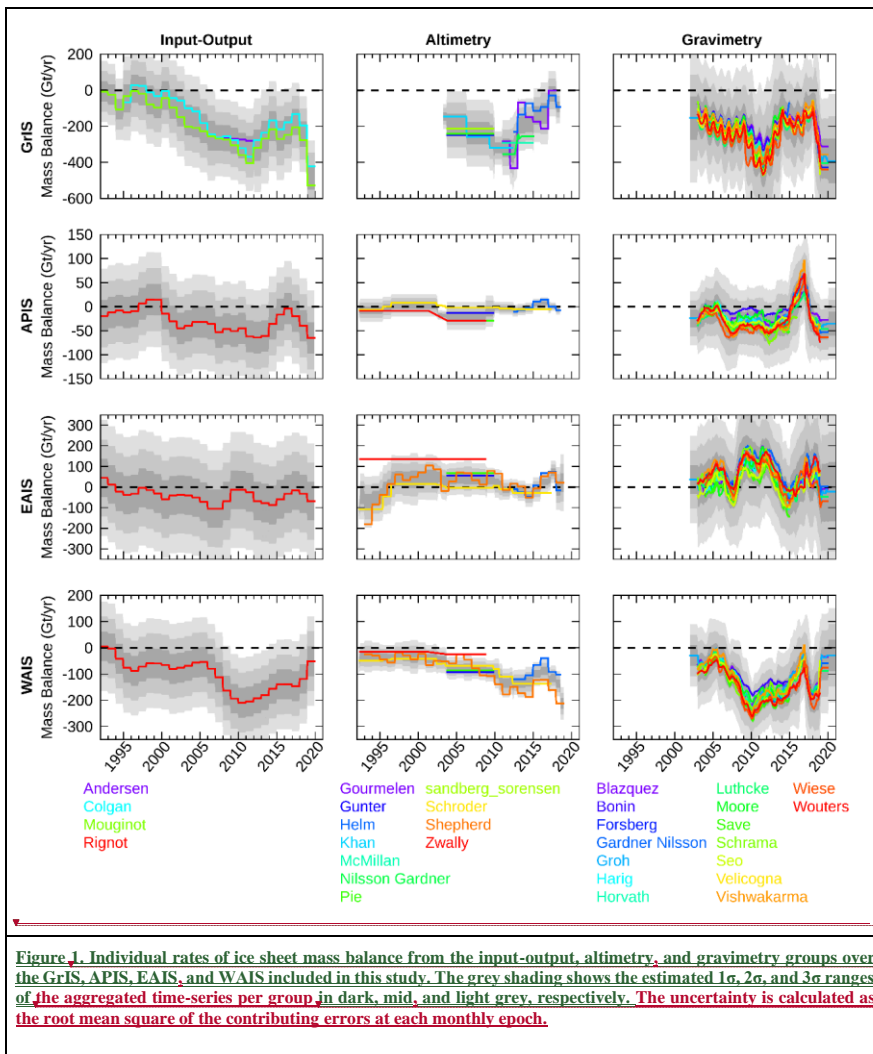 Input-Output Altimetry Gravimetry
GrIS
Mass Balance (Gt/yr)
200
0
-200
-400
-600
APIS
Mass Balance (Gt/yr)
150
100
50
0
-50
-100
-150
EAIS
Mass Balance (Gt/yr)
300
200
100
0
-100
-200
-300
WAIS
Mass Balance (Gt/yr)
200
100
0
-100
-200
-300
1995 2000 2005 2010 2015 2020 1995 2000 2005 2010 2015 2020 1995 2000 2005 2010 2015 2020
Andersen
Colgan
Mouginot
Rignot
Gourmelen sandberg_sorensen
Gunter Schroder
Helm Shepherd
Khan Zwally
McMillan
Nilsson Gardner
Pie
Blazquez Luthcke Wiese
Bonin Moore Wouters
Forsberg Save
Gardner Nilsson Schrama
Groh Seo
Harig Velicogna
Horvath Vishwakarma
Figure 1. Individual rates of ice sheet mass balance from the input-output, altimetry, and gravimetry groups over
the GrIS, APIS, EAIS, and WAIS included in this study. The grey shading shows the estimated 1σ, 2σ, and 3σ ranges
of the aggregated time-series per group in dark, mid, and light grey, respectively. The uncertainty is calculated as
the root mean square of the contributing errors at each monthly epoch.